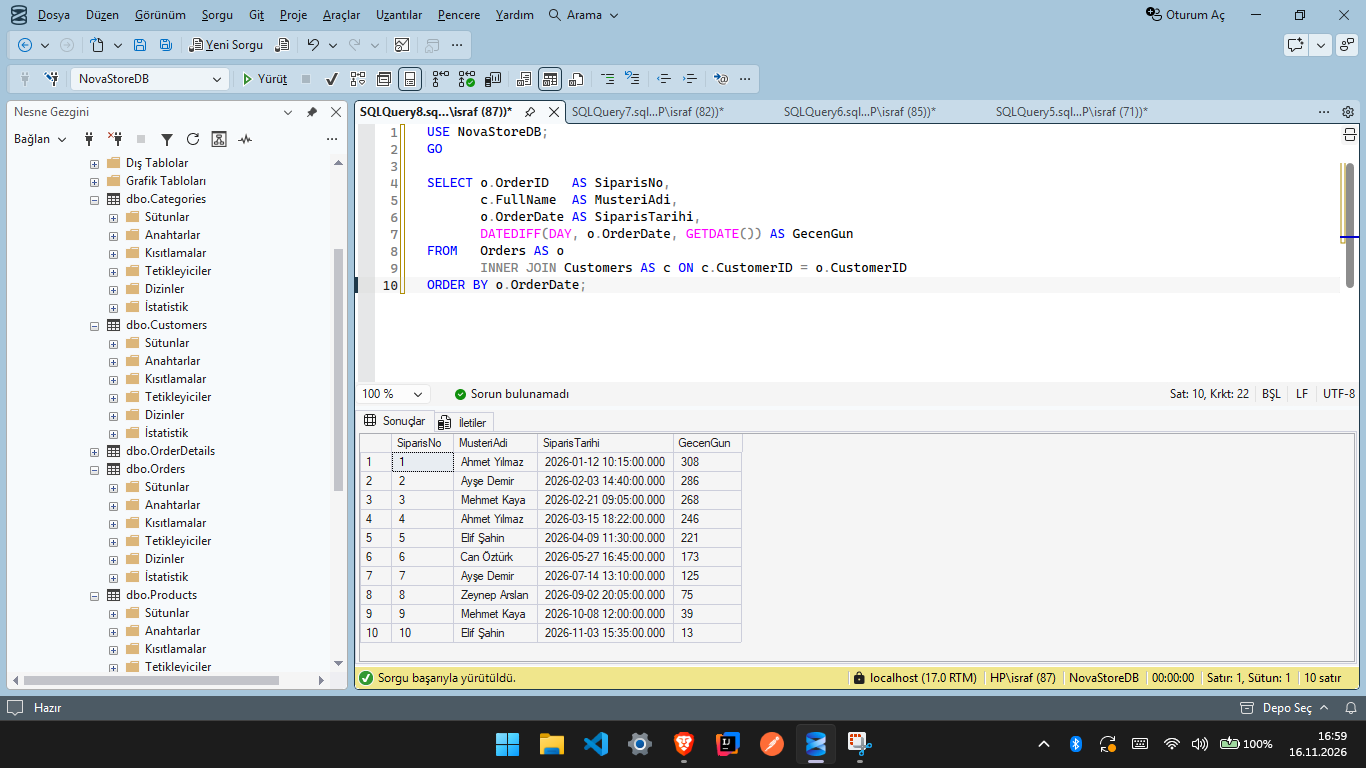 Dosya Düzen Görünüm Sorgu Git Proje Araçlar Uzantılar Pencere Yardım Arama Oturum Aç
Yeni Sorgu
NovaStoreDB Yürüt
Nesne Gezgini
Bağlan
Dış Tablolar
Grafik Tabloları
dbo.Categories
Sütunlar
Anahtarlar
Kısıtlamalar
Tetikleyiciler
Dizinler
İstatistik
dbo.Customers
Sütunlar
Anahtarlar
Kısıtlamalar
Tetikleyiciler
Dizinler
İstatistik
dbo.OrderDetails
dbo.Orders
Sütunlar
Anahtarlar
Kısıtlamalar
Tetikleyiciler
Dizinler
İstatistik
dbo.Products
Sütunlar
Anahtarlar
Kısıtlamalar
Tetikleyiciler
SQLQuery8.sq...\israf (87))* SQLQuery7.sql...P\israf (82))* SQLQuery6.sql...P\israf (85))* SQLQuery5.sql...P\israf (71))*
1 USE NovaStoreDB;
2 GO
3
4 SELECT o.OrderID AS SiparisNo,
5 c.FullName AS MusteriAdi,
6 o.OrderDate AS SiparisTarihi,
7 DATEDIFF(DAY, o.OrderDate, GETDATE()) AS GecenGun
8 FROM Orders AS o
9 INNER JOIN Customers AS c ON c.CustomerID = o.CustomerID
10 ORDER BY o.OrderDate;
100 % Sorun bulunamadı Sat: 10, Krkt: 22 BŞL LF UTF-8
Sonuçlar İletiler
SiparisNo MusteriAdi SiparisTarihi GecenGun
1 1 Ahmet Yılmaz 2026-01-12 10:15:00.000 308
2 2 Ayşe Demir 2026-02-03 14:40:00.000 286
3 3 Mehmet Kaya 2026-02-21 09:05:00.000 268
4 4 Ahmet Yılmaz 2026-03-15 18:22:00.000 246
5 5 Elif Şahin 2026-04-09 11:30:00.000 221
6 6 Can Öztürk 2026-05-27 16:45:00.000 173
7 7 Ayşe Demir 2026-07-14 13:10:00.000 125
8 8 Zeynep Arslan 2026-09-02 20:05:00.000 75
9 9 Mehmet Kaya 2026-10-08 12:00:00.000 39
10 10 Elif Şahin 2026-11-03 15:35:00.000 13
Sorgu başarıyla yürütüldü. localhost (17.0 RTM) HP\israf (87) NovaStoreDB 00:00:00 Satır: 1, Sütun: 1 10 satır
Hazır Depo Seç
100% 16:59
16.11.2026